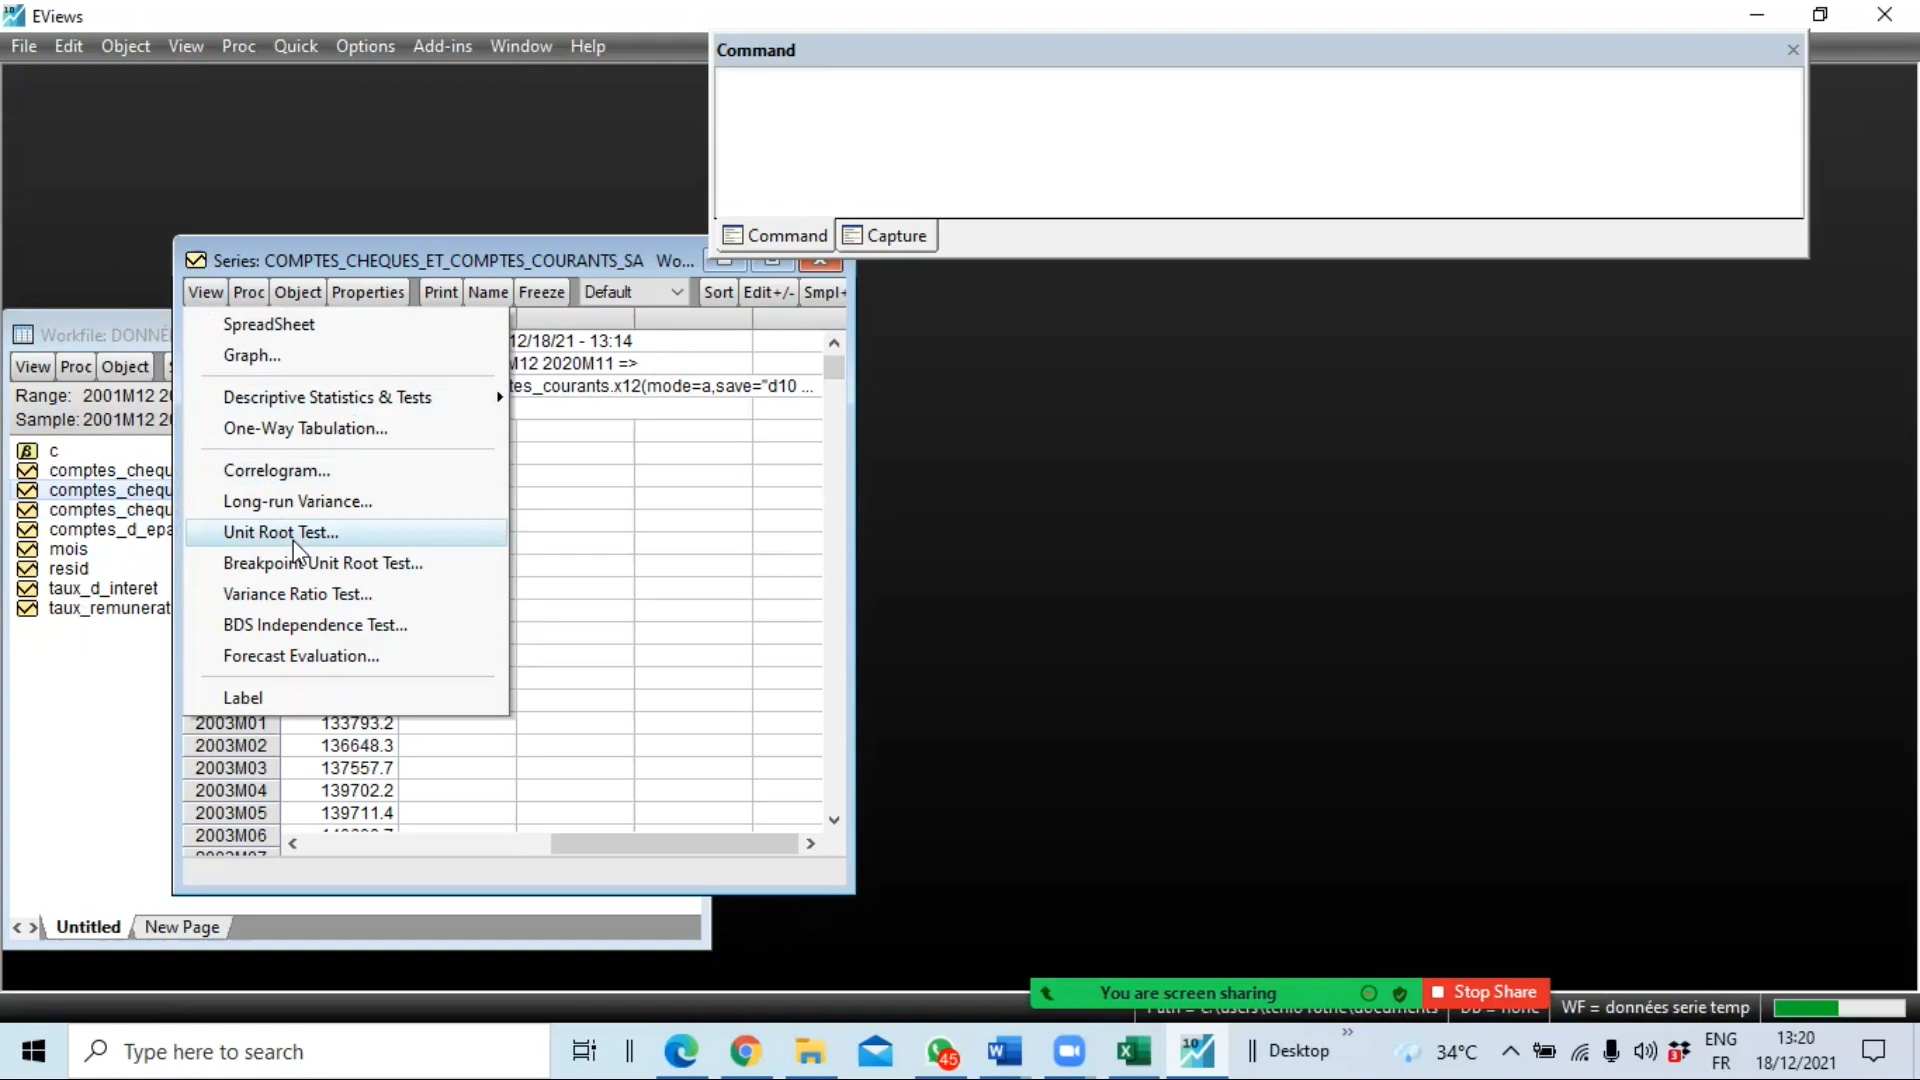 EViews
File Edit Object View Proc Quick Options Add-ins Window Help
Command
Command Capture
Series: COMPTES_CHEQUES_ET_COMPTES_COURANTS_SA Wo...
View Proc Object Properties Print Name Freeze Default Sort Edit+/- Smpl+
SpreadSheet
Graph...
Descriptive Statistics & Tests
One-Way Tabulation...
Correlogram...
Long-run Variance...
Unit Root Test...
Breakpoint Unit Root Test...
Variance Ratio Test...
BDS Independence Test...
Forecast Evaluation...
Label
12/18/21 - 13:14
M12 2020M11 =>
tes_courants.x12(mode=a,save="d10 ...
2003M01 133793.2
2003M02 136648.3
2003M03 137557.7
2003M04 139702.2
2003M05 139711.4
2003M06
Workfile: DONNÉ
View Proc Object
Range: 2001M12 2
Sample: 2001M12 2
c
comptes_chequ
comptes_chequ
comptes_chequ
comptes_d_epa
mois
resid
taux_d_interet
taux_remunerat
Untitled New Page
You are screen sharing Stop Share
WF = données serie temp
Type here to search
45
10
Desktop
34°C
3
ENG
FR
13:20
18/12/2021